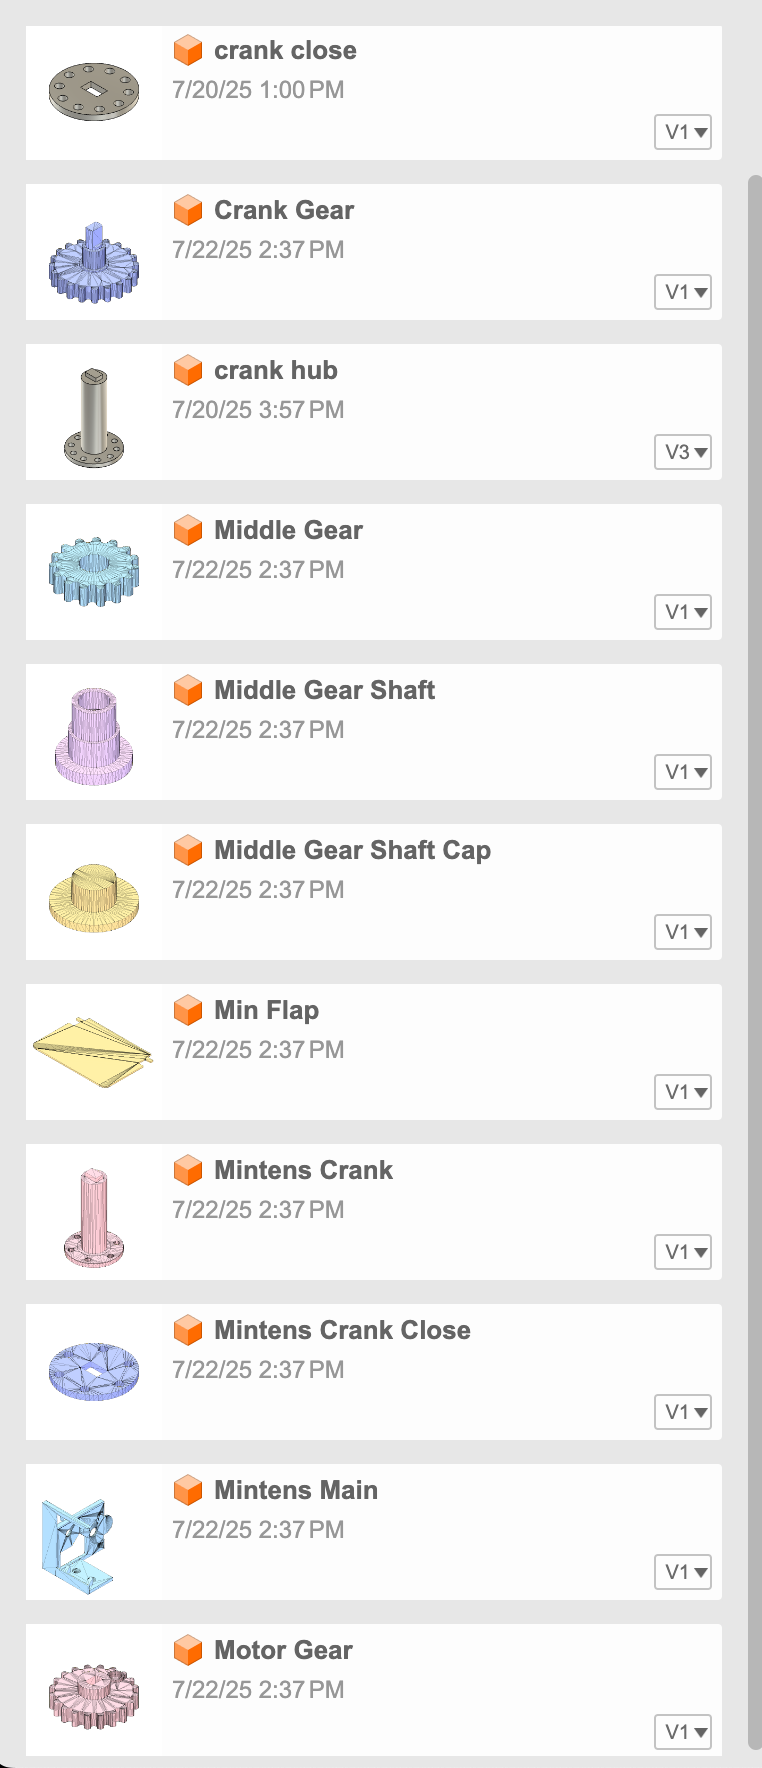 crank close
7/20/25 1:00 PM
V1
Crank Gear
7/22/25 2:37 PM
V1
crank hub
7/20/25 3:57 PM
V3
Middle Gear
7/22/25 2:37 PM
V1
Middle Gear Shaft
7/22/25 2:37 PM
V1
Middle Gear Shaft Cap
7/22/25 2:37 PM
V1
Min Flap
7/22/25 2:37 PM
V1
Mintens Crank
7/22/25 2:37 PM
V1
Mintens Crank Close
7/22/25 2:37 PM
V1
Mintens Main
7/22/25 2:37 PM
V1
Motor Gear
7/22/25 2:37 PM
V1